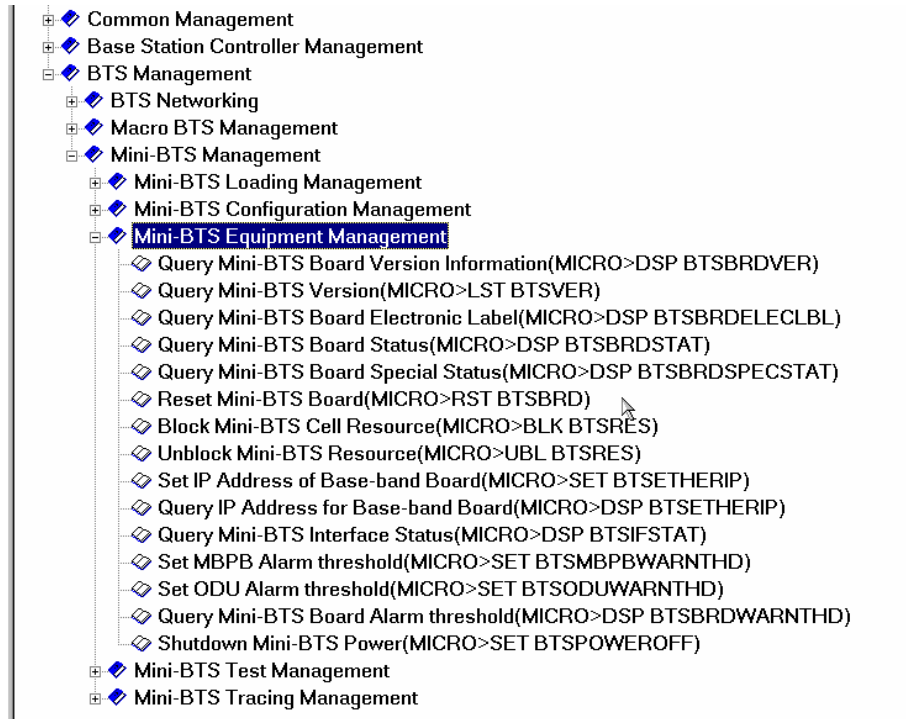 Common Management
Base Station Controller Management
BTS Management
BTS Networking
Macro BTS Management
Mini-BTS Management
Mini-BTS Loading Management
Mini-BTS Configuration Management
Mini-BTS Equipment Management
Query Mini-BTS Board Version Information(MICRO>DSP BTSBRDVER)
Query Mini-BTS Version(MICRO>LST BTSVER)
Query Mini-BTS Board Electronic Label(MICRO>DSP BTSBRDELECLBL)
Query Mini-BTS Board Status(MICRO>DSP BTSBRDSTAT)
Query Mini-BTS Board Special Status(MICRO>DSP BTSBRDSPECSTAT)
Reset Mini-BTS Board(MICRO>RST BTSBRD)
Block Mini-BTS Cell Resource(MICRO>BLK BTSRES)
Unblock Mini-BTS Resource(MICRO>UBL BTSRES)
Set IP Address of Base-band Board(MICRO>SET BTSETHERIP)
Query IP Address for Base-band Board(MICRO>DSP BTSETHERIP)
Query Mini-BTS Interface Status(MICRO>DSP BTSIFSTAT)
Set MBPB Alarm threshold(MICRO>SET BTSMBPBWARNTHD)
Set ODU Alarm threshold(MICRO>SET BTSODUWARNTHD)
Query Mini-BTS Board Alarm threshold(MICRO>DSP BTSBRDWARNTHD)
Shutdown Mini-BTS Power(MICRO>SET BTSPOWEROFF)
Mini-BTS Test Management
Mini-BTS Tracing Management